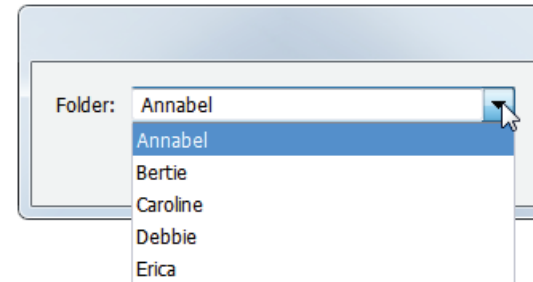 Folder: Annabel
Annabel
Bertie
Caroline
Debbie
Erica